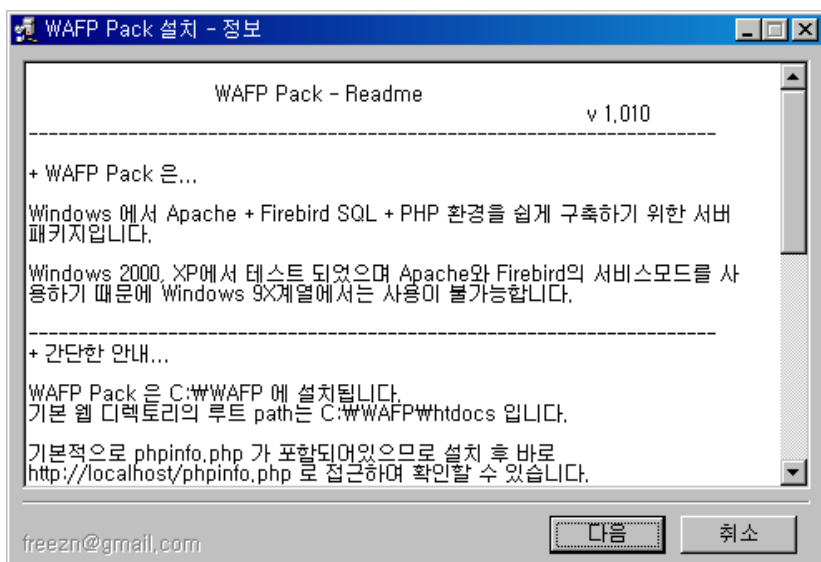 WAFP Pack 설치 - 정보
WAFP Pack - Readme
v 1.010
----------------------------------------------------------------------
+ WAFP Pack 은...
Windows 에서 Apache + Firebird SQL + PHP 환경을 쉽게 구축하기 위한 서버
패키지입니다.
Windows 2000, XP에서 테스트 되었으며 Apache와 Firebird의 서비스모드를 사
용하기 때문에 Windows 9X계열에서는 사용이 불가능합니다.
----------------------------------------------------------------------
+ 간단한 안내...
WAFP Pack 은 C:₩WAFP 에 설치됩니다.
기본 웹 디렉토리의 루트 path는 C:₩WAFP₩htdocs 입니다.
기본적으로 phpinfo.php 가 포함되어있으므로 설치 후 바로
http://localhost/phpinfo.php 로 접근하여 확인할 수 있습니다.
freezn@gmail.com
다음
취소